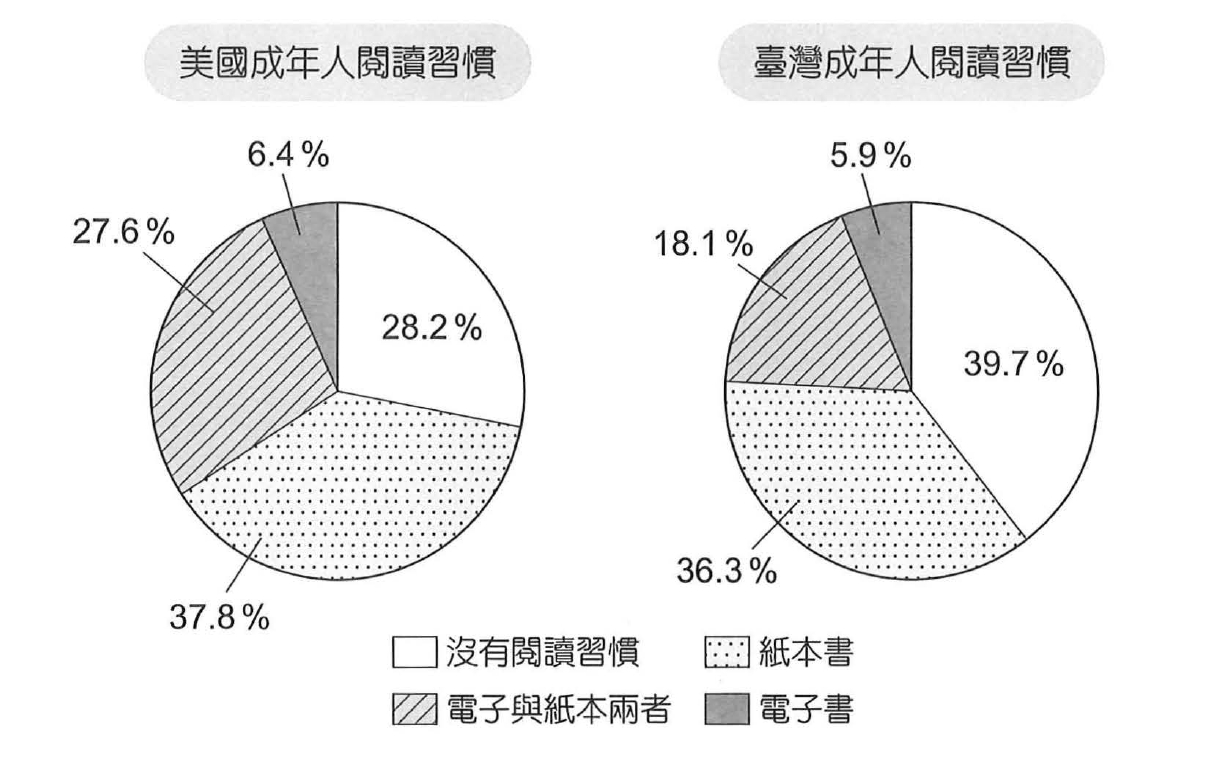 美國成年人閱讀習慣
6.4%
27.6%
28.2%
37.8%
臺灣成年人閱讀習慣
5.9%
18.1%
39.7%
36.3%
沒有閱讀習慣
紙本書
電子與紙本兩者
電子書